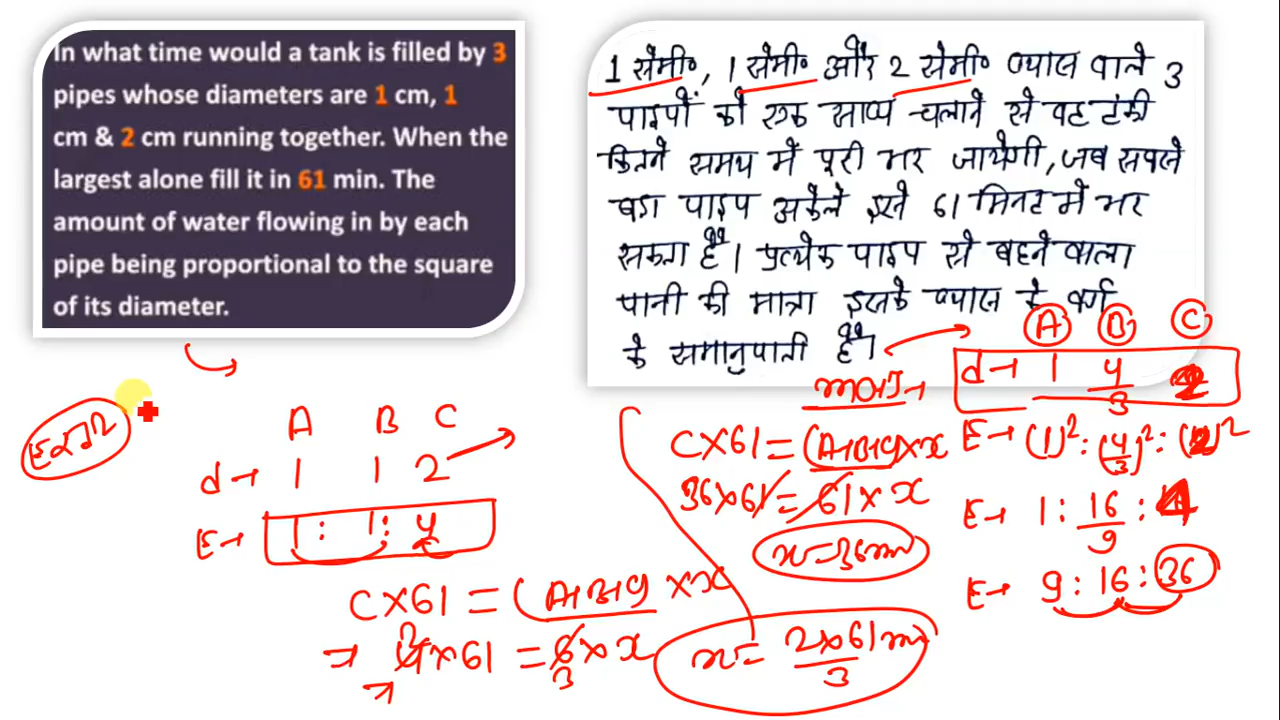 In what time would a tank is filled by 3
pipes whose diameters are 1 cm, 1
cm & 2 cm running together. When the
largest alone fill it in 61 min. The
amount of water flowing in by each
pipe being proportional to the square
of its diameter.
1 सेमी०, 1 सेमी० और 2 सेमी० व्यास वाले 3
पाइपों को एक साथ चलाने से वह टंकी
कितने समय में पूरी भर जायेगी, जब सबसे
बडा पाइप अकेले इसे 61 मिनट में भर
सकता है। प्रत्येक पाइप से बहने वाला
पानी की मात्रा इसके व्यास के वर्ग
के समानुपाती है।
A B C
d→ 1 4/3 2
E→ (1)² : (4/3)² : (2)²
E→ 1 : 16/9 : 4
E→ 9 : 16 : 36
C×61 = (A+B+C)×x
36×61 = 61×x
x=36min
A B C
d→ 1 1 2
E→ 1 : 1 : 4
C×61 = (A+B+C)×x
→ 4×61 = 6×x
2 3
x = 2×61min/3